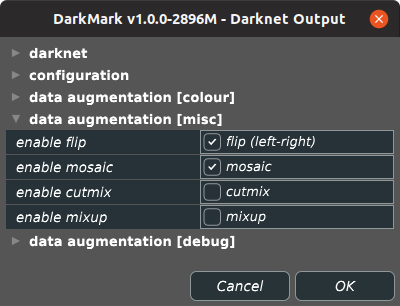 DarkMark v1.0.0-2896M - Darknet Output
darknet
configuration
data augmentation [colour]
data augmentation [misc]
enable flip flip (left-right)
enable mosaic mosaic
enable cutmix cutmix
enable mixup mixup
data augmentation [debug]
Cancel OK